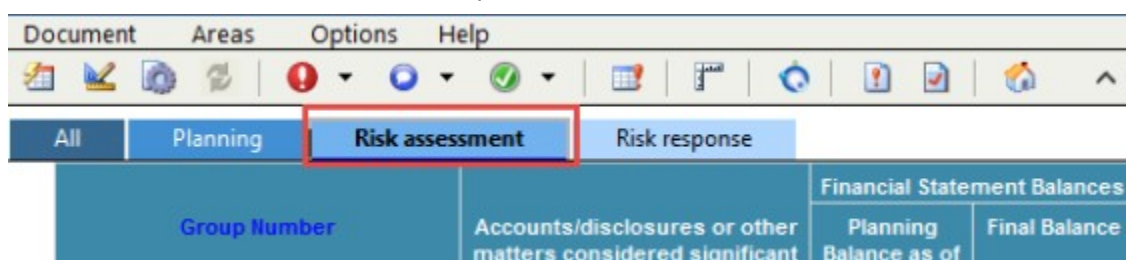 Document Areas Options Help
All Planning Risk assessment Risk response
Financial Statement Balances
Group Number Accounts/disclosures or other Planning Final Balance
matters considered significant Balance as of